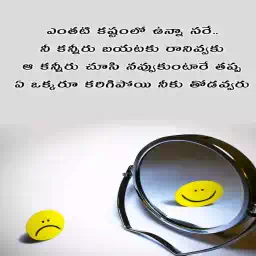 ఎంతటి కష్టంలో ఉన్నా సరే..
నీ కన్నీరు బయటకు రానివ్వకు
ఆ కన్నీరు చూసి నవ్వుకుంటారే తప్ప
ఏ ఒక్కరూ కరిగిపోయి నీకు తోడవ్వరు